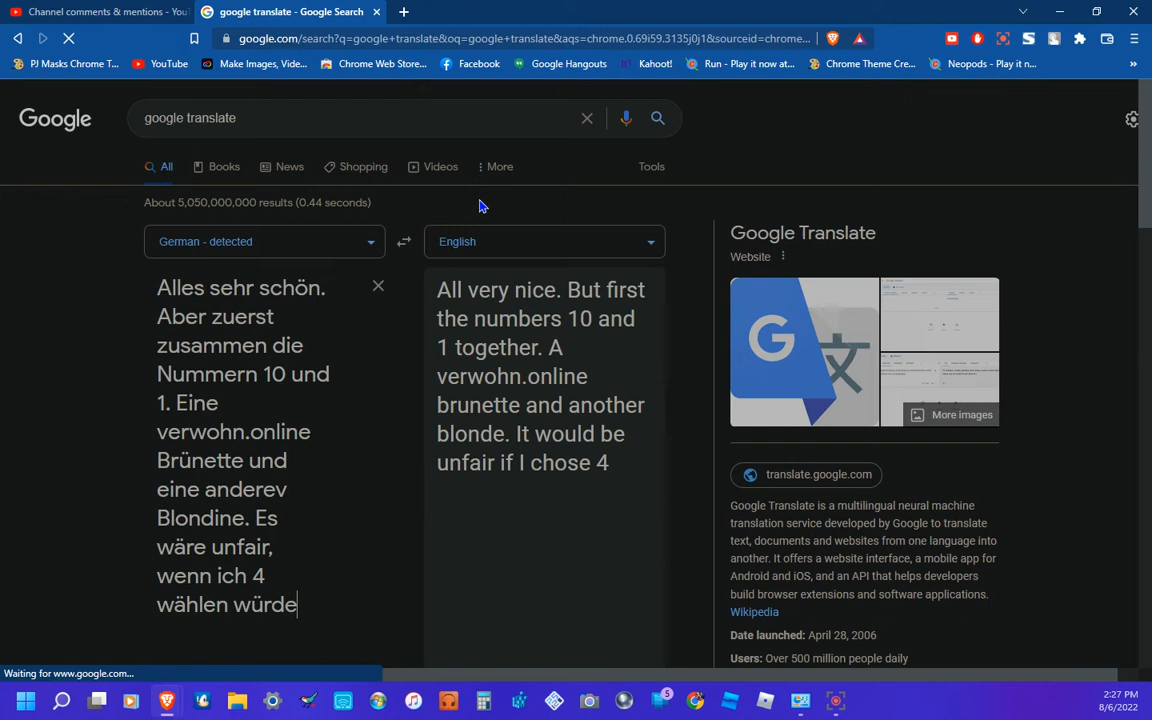 Channel comments & mentions - You
google translate - Google Search
google.com/search?q=google+translate&oq=google+translate&aqs=chrome.0.69i59.3135j0j1&sourceid=chrome...
PJ Masks Chrome T...
YouTube
Make Images, Vide...
Chrome Web Store...
Facebook
Google Hangouts
Kahoot!
Run - Play it now at...
Chrome Theme Cre...
Neopods - Play it n...
Google
google translate
All
Books
News
Shopping
Videos
More
Tools
About 5,050,000,000 results (0.44 seconds)
German - detected
English
Alles sehr schön.
Aber zuerst
zusammen die
Nummern 10 und
1. Eine
verwohn.online
Brünette und
eine anderev
Blondine. Es
wäre unfair,
wenn ich 4
wählen würde
All very nice. But first
the numbers 10 and
1 together. A
verwohn.online
brunette and another
blonde. It would be
unfair if I chose 4
Google Translate
Website
More images
translate.google.com
Google Translate is a multilingual neural machine
translation service developed by Google to translate
text, documents and websites from one language into
another. It offers a website interface, a mobile app for
Android and iOS, and an API that helps developers
build browser extensions and software applications.
Wikipedia
Date launched: April 28, 2006
Users: Over 500 million people daily
Waiting for www.google.com...
5
2:27 PM
8/6/2022